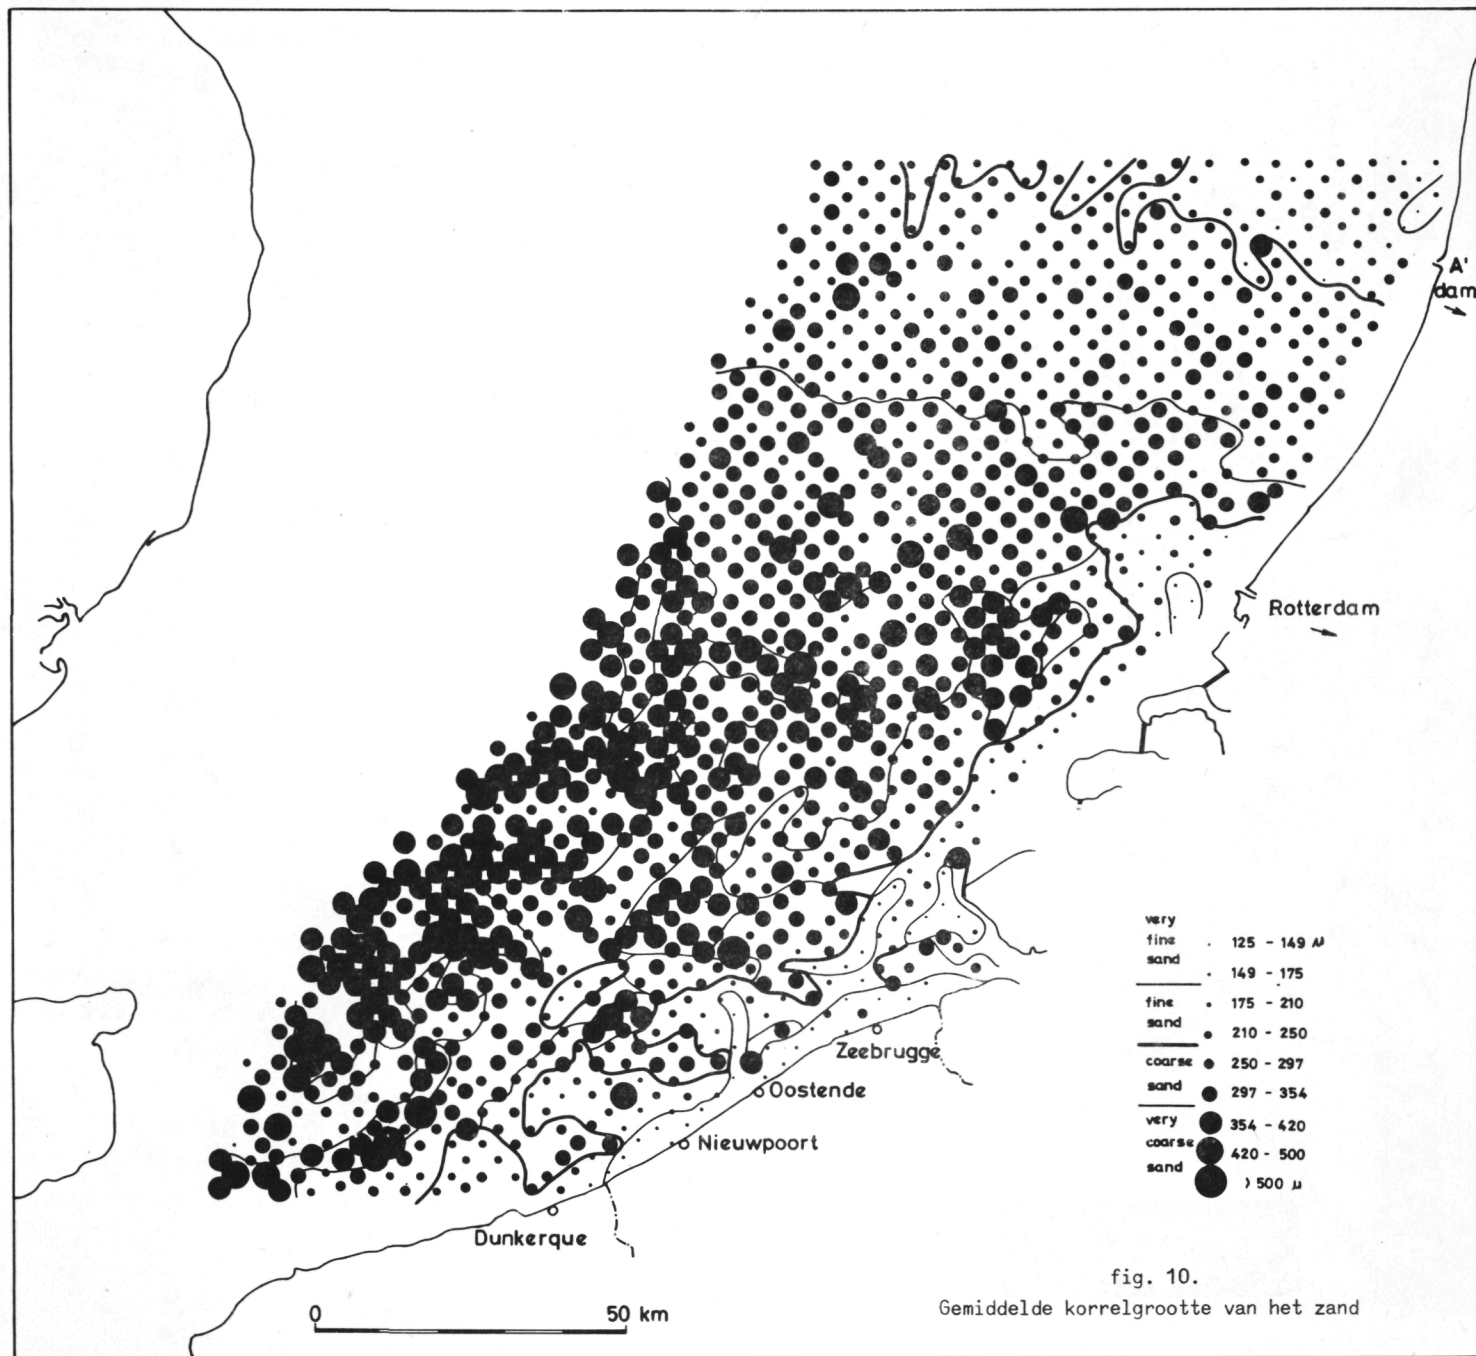 A'
dam
Rotterdam
Zeebrugge
Oostende
Nieuwpoort
Dunkerque
0 50 km
very
fine
sand
125 - 149 µ
149 - 175
fine
sand
175 - 210
210 - 250
coarse
sand
250 - 297
297 - 354
very
coarse
sand
354 - 420
420 - 500
> 500 µ
fig. 10.
Gemiddelde korrelgrootte van het zand